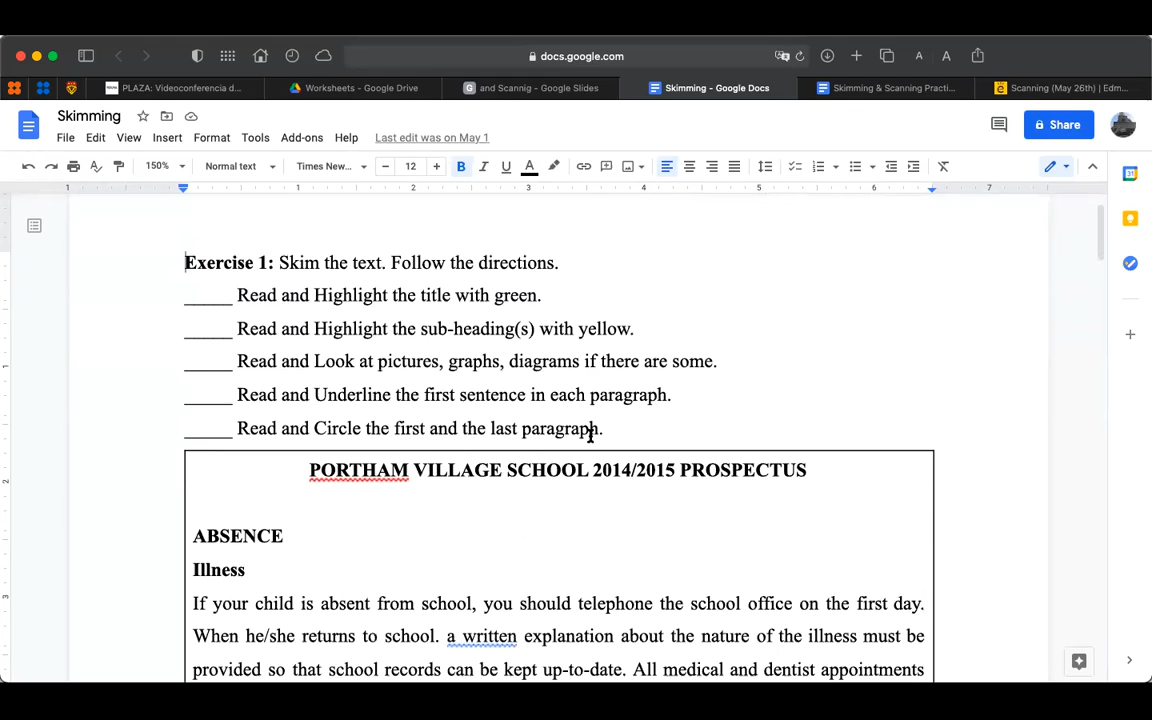 docs.google.com
A A
PLAZA: Videoconferencia d...
Worksheets - Google Drive
and Scannig - Google Slides
Skimming - Google Docs
Skimming & Scanning Practi...
Scanning (May 26th) | Edm...
Skimming
File Edit View Insert Format Tools Add-ons Help Last edit was on May 1
Share
150% Normal text Times New... - 12 + B I U A
1 1 2 3 4 5 6 7
Exercise 1: Skim the text. Follow the directions.
_____ Read and Highlight the title with green.
_____ Read and Highlight the sub-heading(s) with yellow.
_____ Read and Look at pictures, graphs, diagrams if there are some.
_____ Read and Underline the first sentence in each paragraph.
_____ Read and Circle the first and the last paragraph.
PORTHAM VILLAGE SCHOOL 2014/2015 PROSPECTUS
ABSENCE
Illness
If your child is absent from school, you should telephone the school office on the first day.
When he/she returns to school. a written explanation about the nature of the illness must be
provided so that school records can be kept up-to-date. All medical and dentist appointments